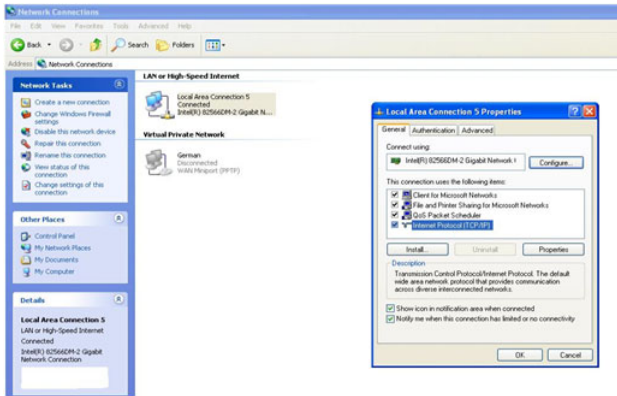 Network Connections
File Edit View Favorites Tools Advanced Help
Back Search Folders
Address Network Connections
Network Tasks
Create a new connection
Change Windows Firewall
settings
Disable this network device
Repair this connection
Rename this connection
View status of this
connection
Change settings of this
connection
Other Places
Control Panel
My Network Places
My Documents
My Computer
Details
Local Area Connection 5
LAN or High-Speed Internet
Connected
Intel(R) 82566DM-2 Gigabit
Network Connection
LAN or High-Speed Internet
Local Area Connection 5
Connected
Intel(R) 82566DM-2 Gigabit N...
Virtual Private Network
German
Disconnected
WAN Miniport (PPTP)
Local Area Connection 5 Properties
General Authentication Advanced
Connect using:
Intel(R) 82566DM-2 Gigabit Network
Configure...
This connection uses the following items:
Client for Microsoft Networks
File and Printer Sharing for Microsoft Networks
QoS Packet Scheduler
Internet Protocol (TCP/IP)
Install... Uninstall Properties
Description
Transmission Control Protocol/Internet Protocol. The default
wide area network protocol that provides communication
across diverse interconnected networks.
Show icon in notification area when connected
Notify me when this connection has limited or no connectivity
OK Cancel